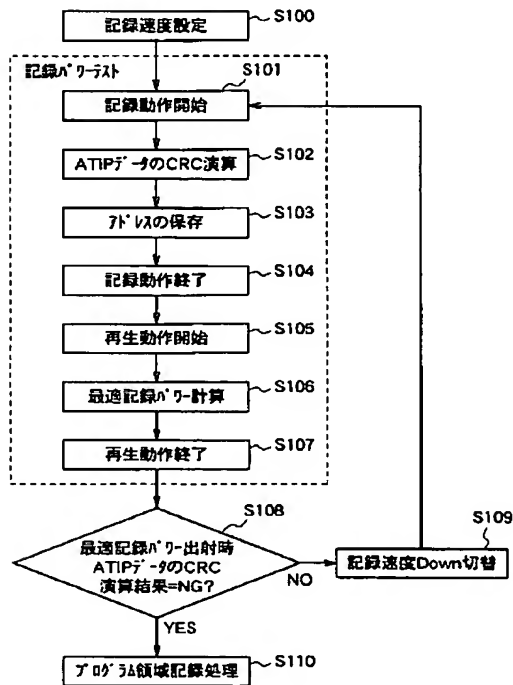 記録速度設定
S100
記録パワーテスト
S101
記録動作開始
ATIPデータのCRC演算
S102
アドレスの保存
S103
記録動作終了
S104
再生動作開始
S105
最適記録パワー計算
S106
再生動作終了
S107
S108
最適記録パワー出射時
ATIPデータのCRC
演算結果=NG?
NO
S109
記録速度Down切替
YES
プログラム領域記録処理
S110